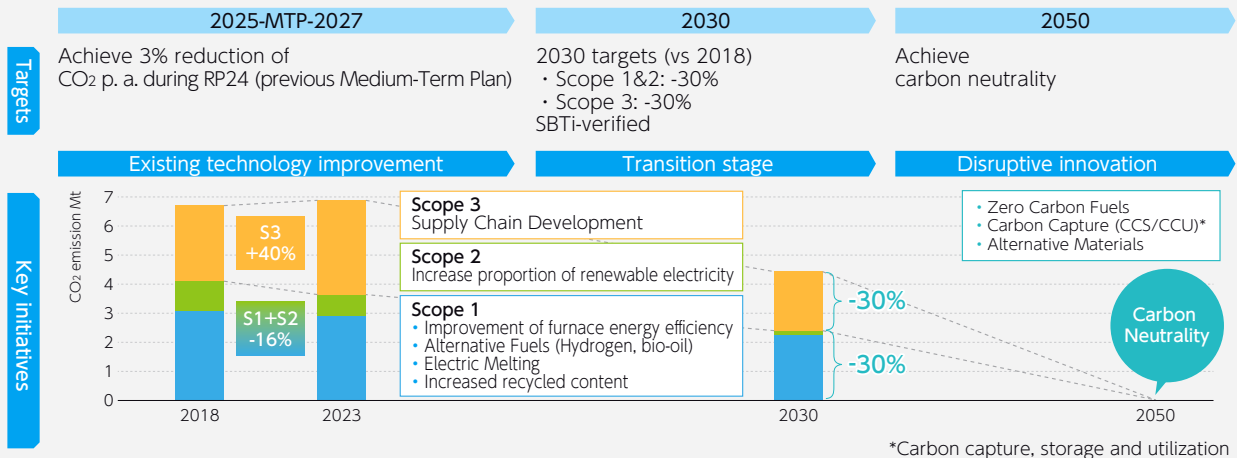 2025-MTP-2027
2030
2050
Targets
Achieve 3% reduction of
CO2 p. a. during RP24 (previous Medium-Term Plan)
2030 targets (vs 2018)
・Scope 1&2: -30%
・Scope 3: -30%
SBTi-verified
Achieve
carbon neutrality
Existing technology improvement
Transition stage
Disruptive innovation
Key initiatives
CO2 emission Mt
7
6
5
4
3
2
1
0
S3
+40%
S1+S2
-16%
Scope 3
Supply Chain Development
Scope 2
Increase proportion of renewable electricity
Scope 1
• Improvement of furnace energy efficiency
• Alternative Fuels (Hydrogen, bio-oil)
• Electric Melting
• Increased recycled content
-30%
-30%
• Zero Carbon Fuels
• Carbon Capture (CCS/CCU)*
• Alternative Materials
Carbon
Neutrality
2018
2023
2030
2050
*Carbon capture, storage and utilization